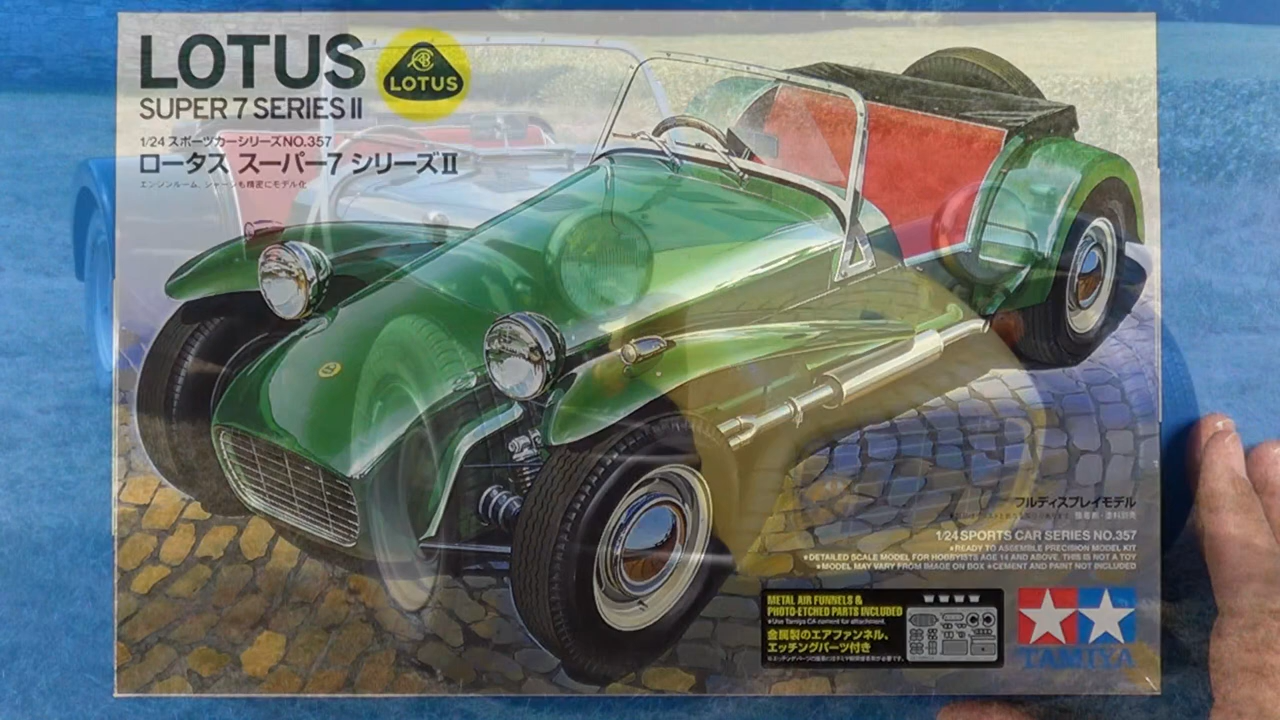 LOTUS
LOTUS
SUPER 7 SERIES II
1/24 スポーツカーシリーズNO.357
ロータス スーパー7 シリーズII
エンジンルーム、シャーシも精密にモデル化
フルディスプレイモデル
1/24 SPORTS CAR SERIES NO.357
★READY TO ASSEMBLE PRECISION MODEL KIT
★DETAILED SCALE MODEL FOR HOBBYISTS AGE 14 AND ABOVE. THIS IS NOT A TOY
★MODEL MAY VARY FROM IMAGE ON BOX ★CEMENT AND PAINT NOT INCLUDED
METAL AIR FUNNELS &
PHOTO-ETCHED PARTS INCLUDED
★Use Tamiya CA cement for attachment.
金属製のエアファンネル、
エッチングパーツ付き
TAMIYA